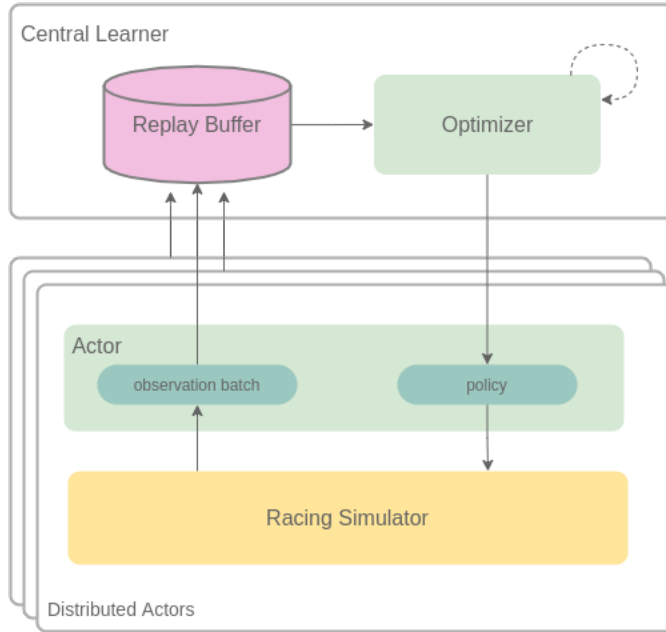 Central Learner
Replay Buffer
Optimizer
Actor
observation batch
policy
Racing Simulator
Distributed Actors